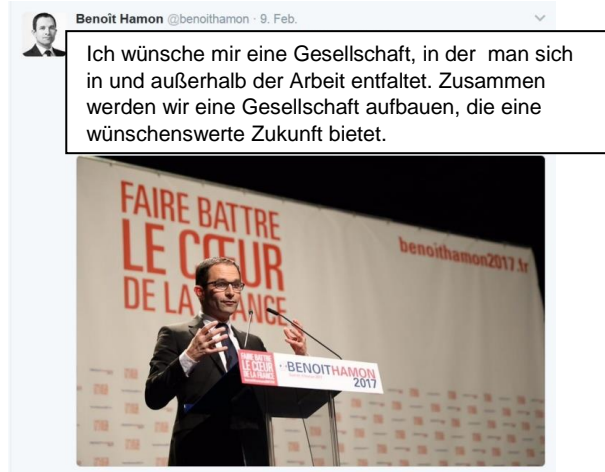 Benoît Hamon @benoithamon · 9. Feb.
Ich wünsche mir eine Gesellschaft, in der man sich
in und außerhalb der Arbeit entfaltet. Zusammen
werden wir eine Gesellschaft aufbauen, die eine
wünschenswerte Zukunft bietet.
FAIRE BATTRE
LE CŒUR
DE LA FRANCE
benoithamon2017.fr
FAIRE BATTRE
LE CŒUR
DE LA FRANCE
BENOITHAMON
2017